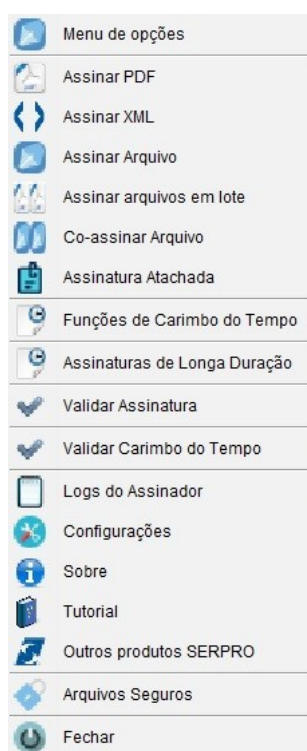 Menu de opções
Assinar PDF
Assinar XML
Assinar Arquivo
Assinar arquivos em lote
Co-assinar Arquivo
Assinatura Atachada
Funções de Carimbo do Tempo
Assinaturas de Longa Duração
Validar Assinatura
Validar Carimbo do Tempo
Logs do Assinador
Configurações
Sobre
Tutorial
Outros produtos SERPRO
Arquivos Seguros
Fechar